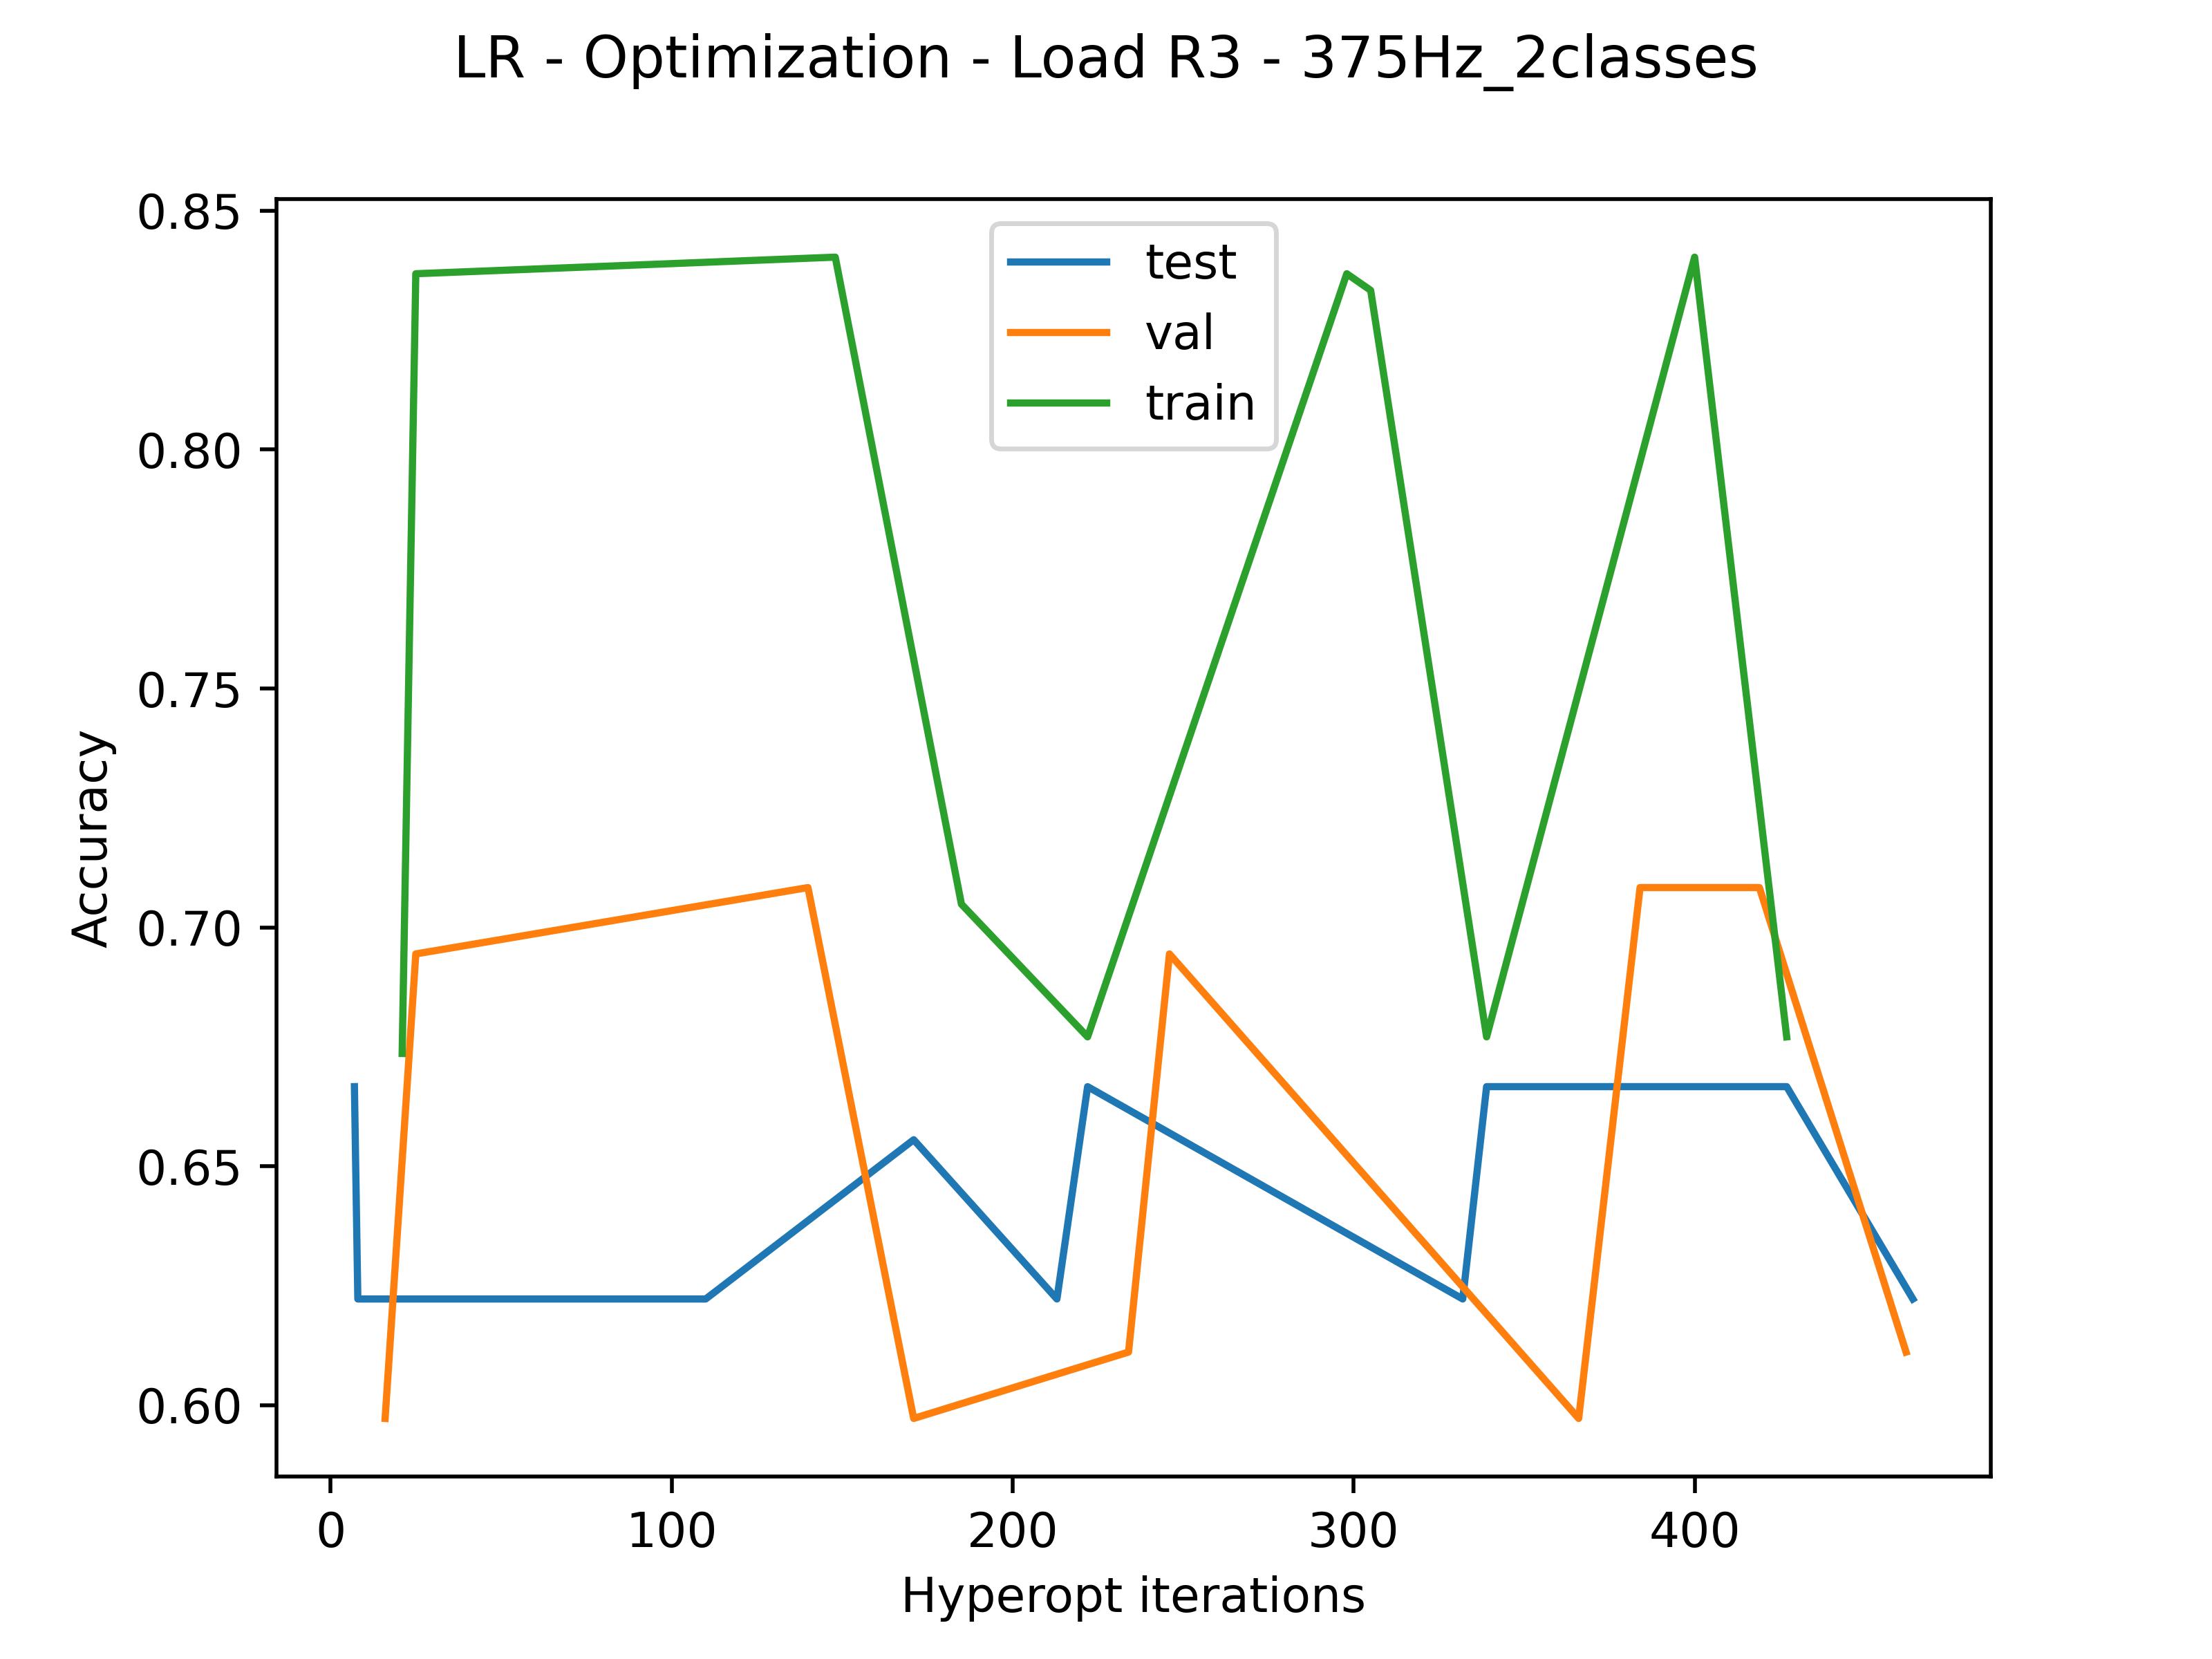 LR - Optimization - Load R3 - 375Hz_2classes
0.85
0.80
0.75
0.70
0.65
0.60
Accuracy
test
val
train
0 100 200 300 400
Hyperopt iterations